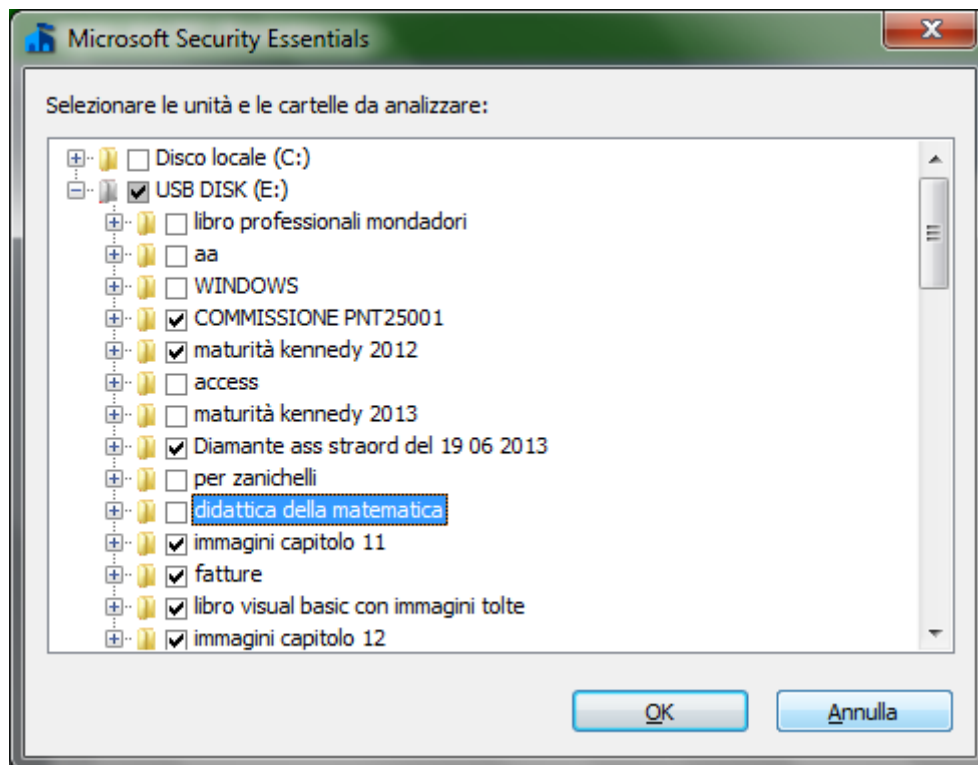 Microsoft Security Essentials
Selezionare le unità e le cartelle da analizzare:
Disco locale (C:)
USB DISK (E:)
libro professionali mondadori
aa
WINDOWS
COMMISSIONE PNT25001
maturità kennedy 2012
access
maturità kennedy 2013
Diamante ass straord del 19 06 2013
per zanichelli
didattica della matematica
immagini capitolo 11
fatture
libro visual basic con immagini tolte
immagini capitolo 12
OK Annulla